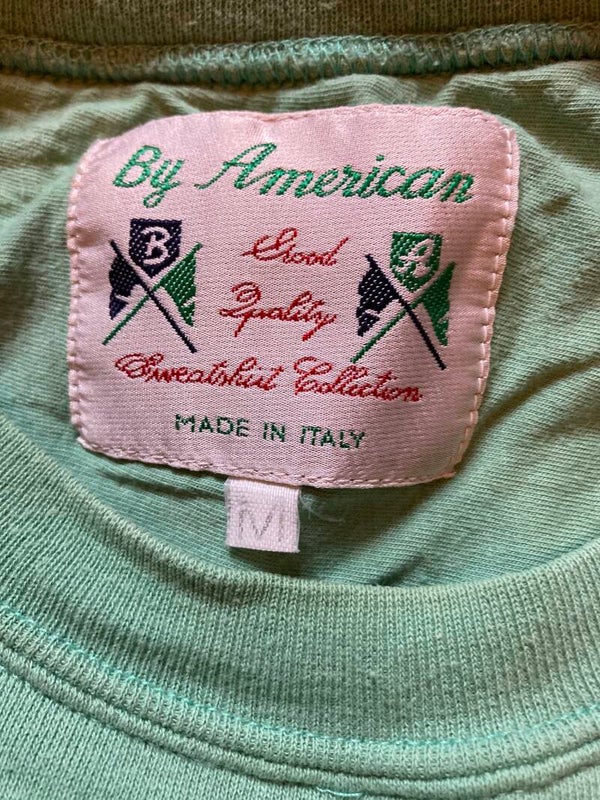 By American
B
A
Good
Quality
Sweatshirt Collection
MADE IN ITALY
M